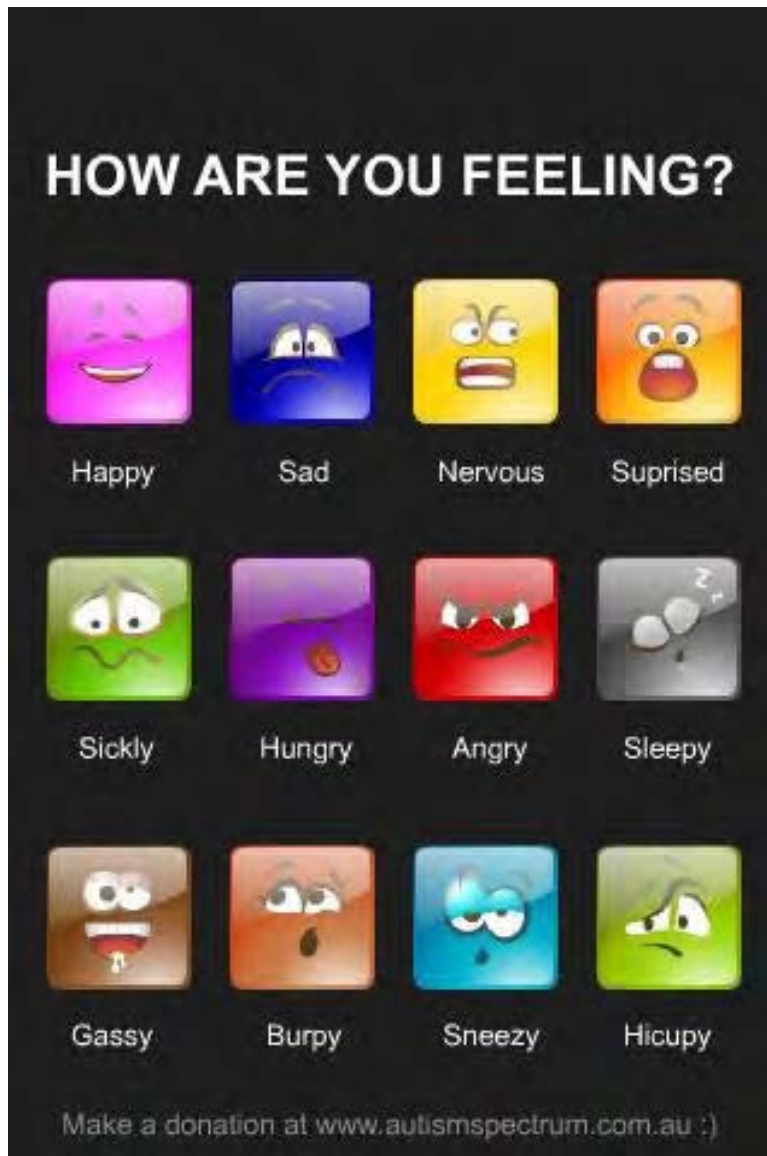 HOW ARE YOU FEELING?
Happy Sad Nervous Suprised
z z
Sickly Hungry Angry Sleepy
Gassy Burpy Sneezy Hicupy
Make a donation at www.autismspectrum.com.au :)